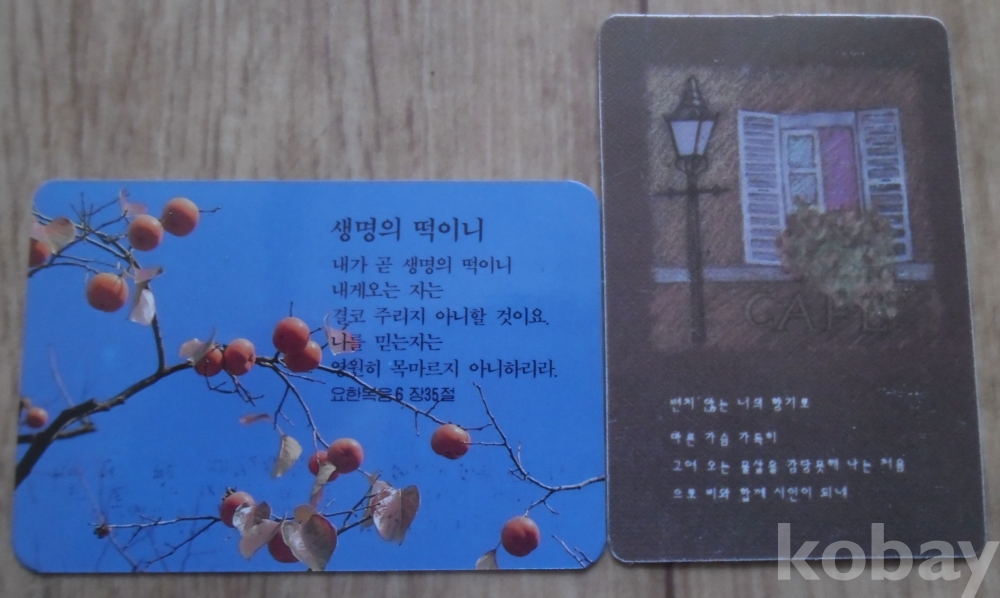 생명의 떡이니
내가 곧 생명의 떡이니
내게오는 자는
결코 주리지 아니할 것이요.
나를 믿는자는
영원히 목마르지 아니하리라.
요한복음 6 장35절
CAFE
변치 않는 너의 향기로
마른 가슴 가득히
그어 오는 물살을 감당못해 나는 처음
으로 비와 함께 시인이 되네
kobay